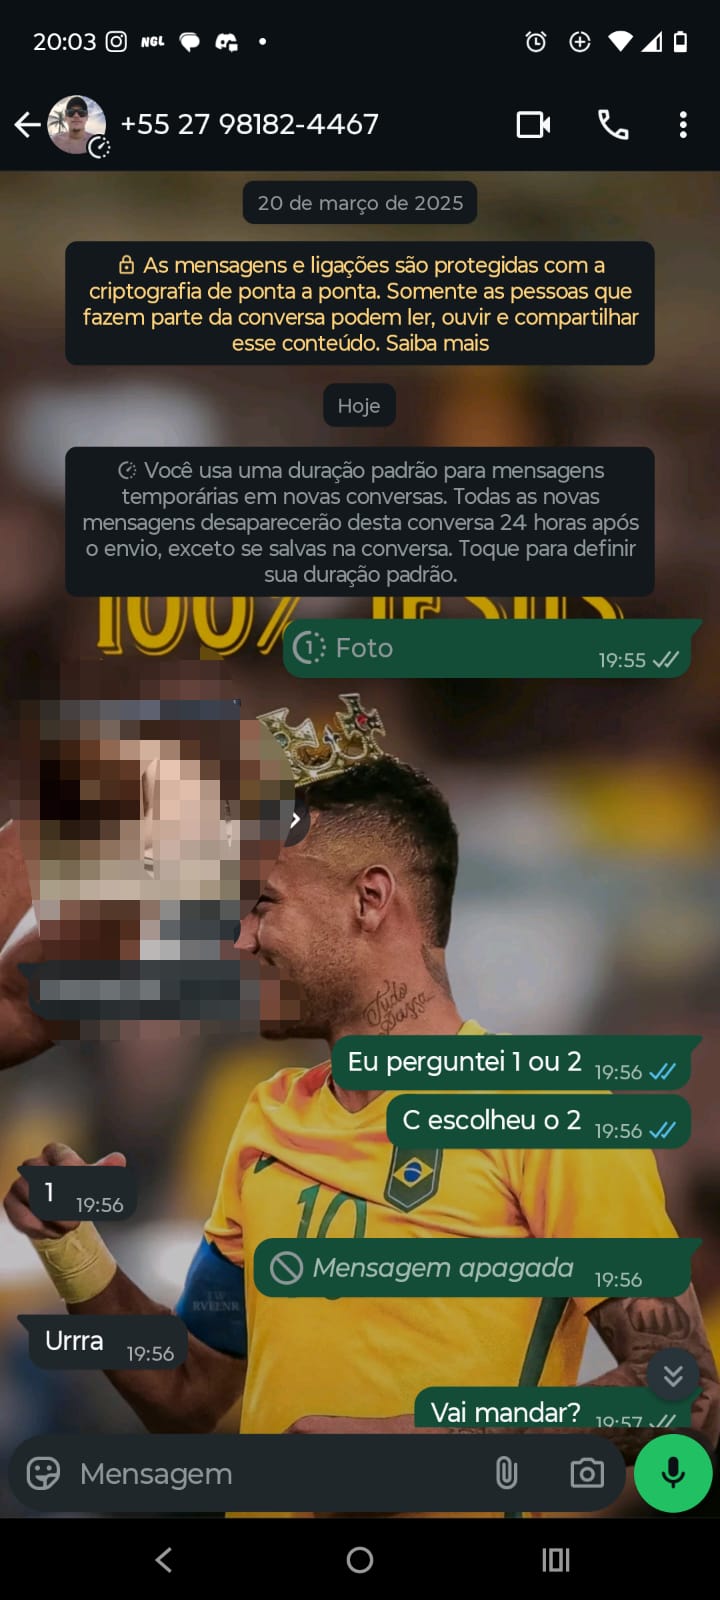 20:03 NGL
+55 27 98182-4467
20 de março de 2025
As mensagens e ligações são protegidas com a
criptografia de ponta a ponta. Somente as pessoas que
fazem parte da conversa podem ler, ouvir e compartilhar
esse conteúdo. Saiba mais
Hoje
Você usa uma duração padrão para mensagens
temporárias em novas conversas. Todas as novas
mensagens desaparecerão desta conversa 24 horas após
o envio, exceto se salvas na conversa. Toque para definir
sua duração padrão.
100% JESUS
1 Foto 19:55
Tudo
Passa
Eu perguntei 1 ou 2 19:56
C escolheu o 2 19:56
1 19:56
10
Mensagem apagada 19:56
RVELNR
Urrra 19:56
Vai mandar? 19:57
Mensagem